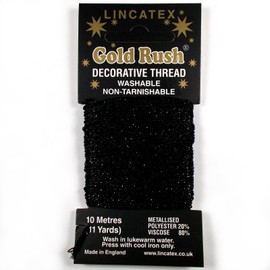 LINCATEX
Gold Rush®
DECORATIVE THREAD
WASHABLE
NON-TARNISHABLE
10 Metres
(11 Yards)
METALLISED
POLYESTER 20%
VISCOSE 80%
Wash in lukewarm water.
Press with cool iron only.
Made in England
www.lincatex.co.uk